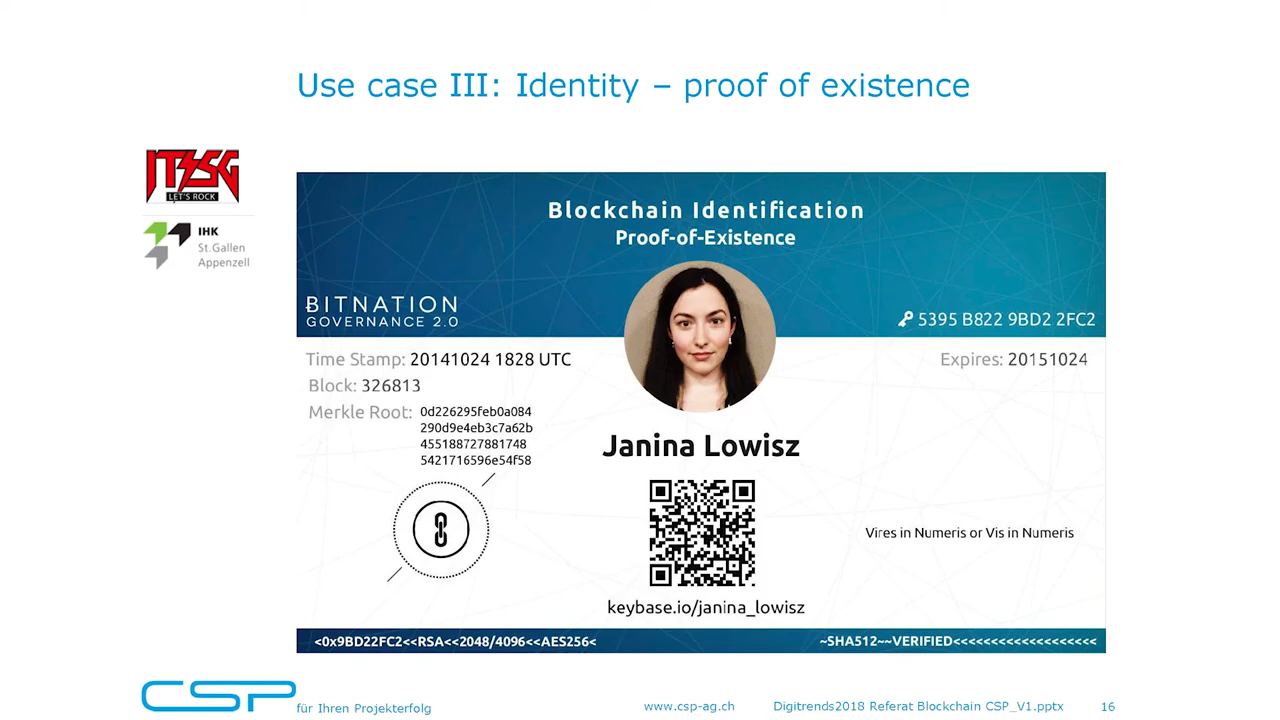 Use case III: Identity – proof of existence
IT>SG
LET'S ROCK
IHK
St.Gallen
Appenzell
Blockchain Identification
Proof-of-Existence
BITNATION
GOVERNANCE 2.0
5395 B822 9BD2 2FC2
Time Stamp: 20141024 1828 UTC
Expires: 20151024
Block: 326813
Merkle Root: 0d226295feb0a084
290d9e4eb3c7a62b
455188727881748
5421716596e54f58
Janina Lowisz
Vires in Numeris or Vis in Numeris
keybase.io/janina_lowisz
<0x9BD22FC2<<RSA<<2048/4096<<AES256<
~SHA512~~VERIFIED<<<<<<<<<<<<<<<<<<<
CSP
für Ihren Projekterfolg
www.csp-ag.ch
Digitrends2018 Referat Blockchain CSP_V1.pptx
16